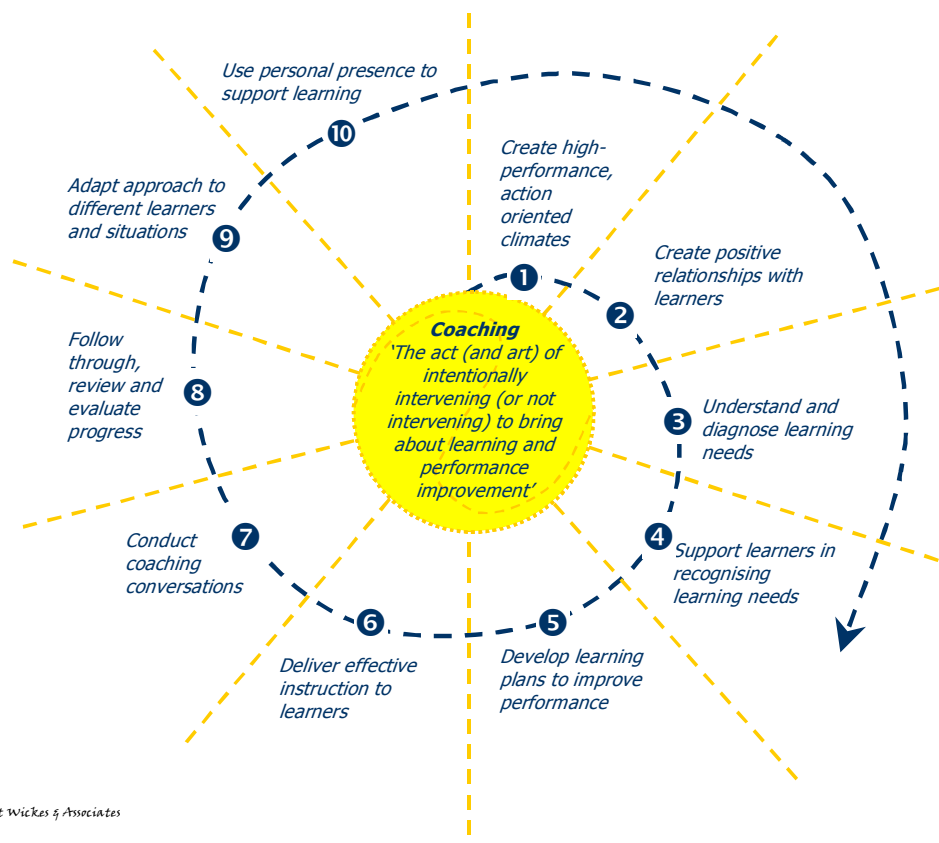 Use personal presence to
support learning
10
Create high-
performance,
action
oriented
climates
1
Adapt approach to
different learners
and situations
9
Create positive
relationships with
learners
2
Coaching
‘The act (and art) of
intentionally
intervening (or not
intervening) to bring
about learning and
performance
improvement’
Follow
through,
review and
evaluate
progress
8
3
Understand and
diagnose learning
needs
7
Conduct
coaching
conversations
4
Support learners in
recognising
learning needs
6
Deliver effective
instruction to
learners
5
Develop learning
plans to improve
performance
Wickes & Associates